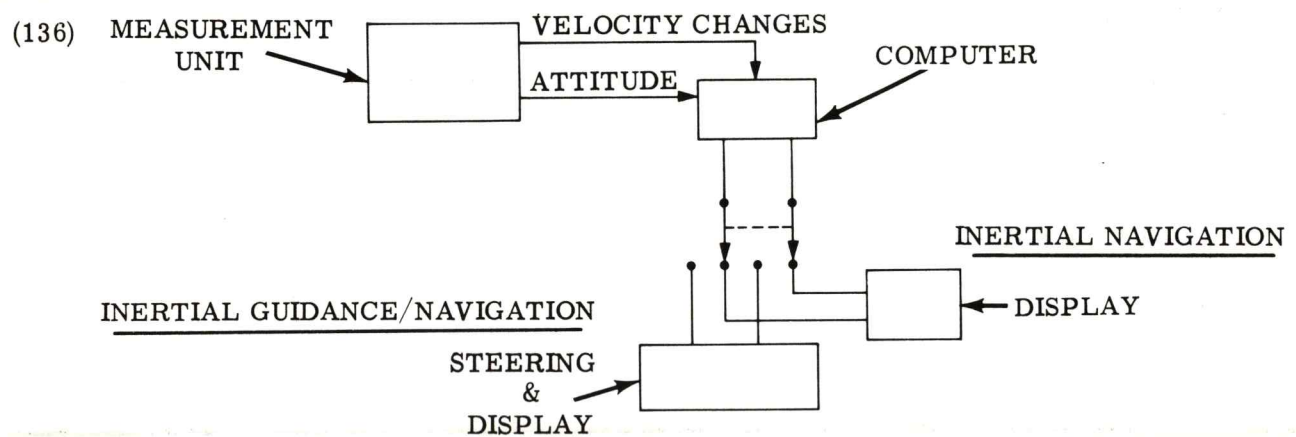 (136) MEASUREMENT
UNIT
VELOCITY CHANGES
ATTITUDE
COMPUTER
INERTIAL NAVIGATION
DISPLAY
INERTIAL GUIDANCE/NAVIGATION
STEERING
&
DISPLAY